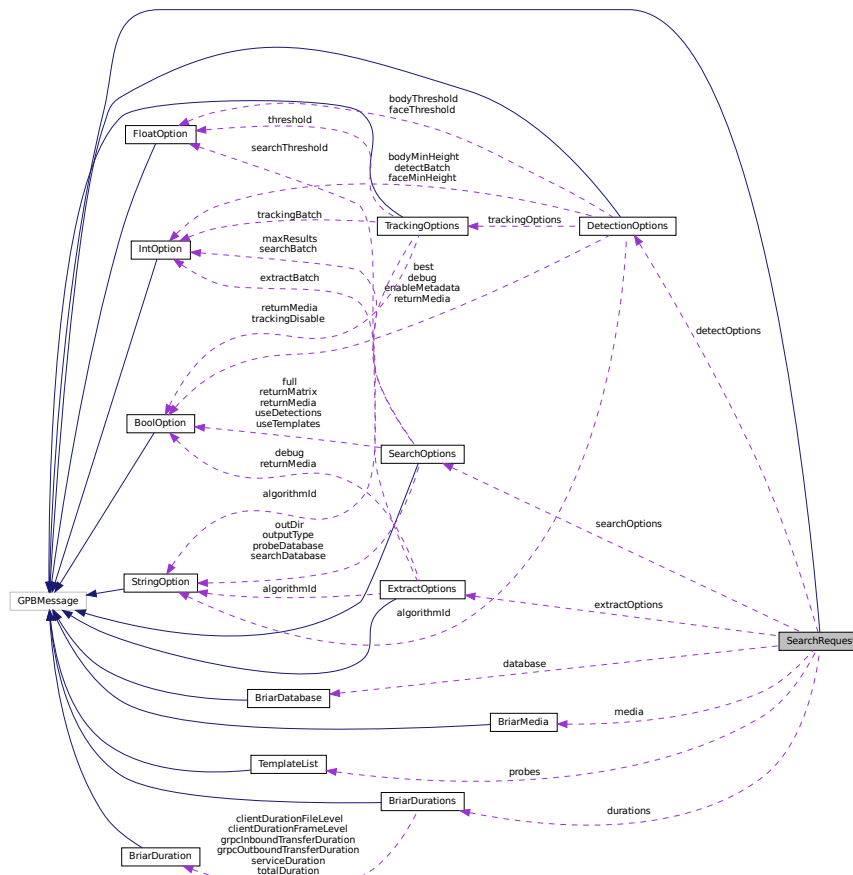 bodyThreshold
faceThreshold
threshold
FloatOption
searchThreshold
bodyMinHeight
detectBatch
faceMinHeight
trackingBatch
trackingOptions
TrackingOptions
DetectionOptions
maxResults
searchBatch
IntOption
extractBatch
best
debug
enableMetadata
returnMedia
returnMedia
trackingDisable
detectOptions
full
returnMatrix
returnMedia
useDetections
useTemplates
BoolOption
SearchOptions
debug
returnMedia
algorithmId
searchOptions
outDir
outputType
probeDatabase
searchDatabase
StringOption
algorithmId
ExtractOptions
GPBMessage
extractOptions
algorithmId
SearchRequest
database
BriarDatabase
media
BriarMedia
TemplateList
probes
BriarDurations
durations
clientDurationFileLevel
clientDurationFrameLevel
grpcInboundTransferDuration
grpcOutboundTransferDuration
serviceDuration
totalDuration
BriarDuration